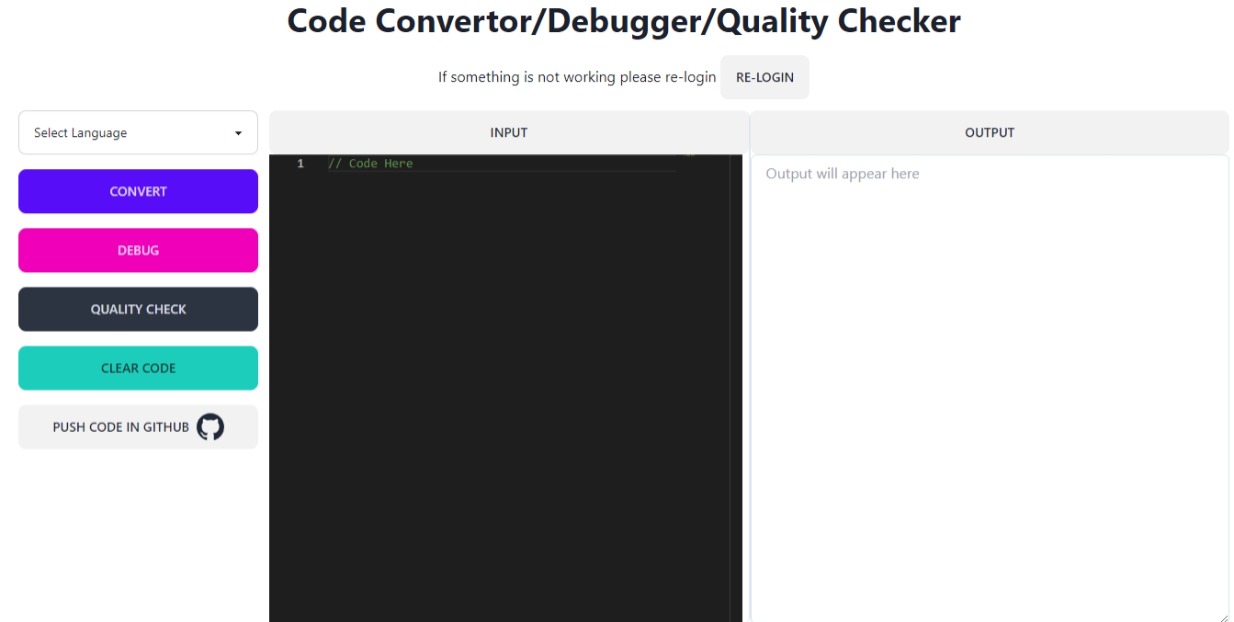 Code Convertor/Debugger/Quality Checker
If something is not working please re-login RE-LOGIN
Select Language
CONVERT
DEBUG
QUALITY CHECK
CLEAR CODE
PUSH CODE IN GITHUB
INPUT
1 // Code Here
OUTPUT
Output will appear here